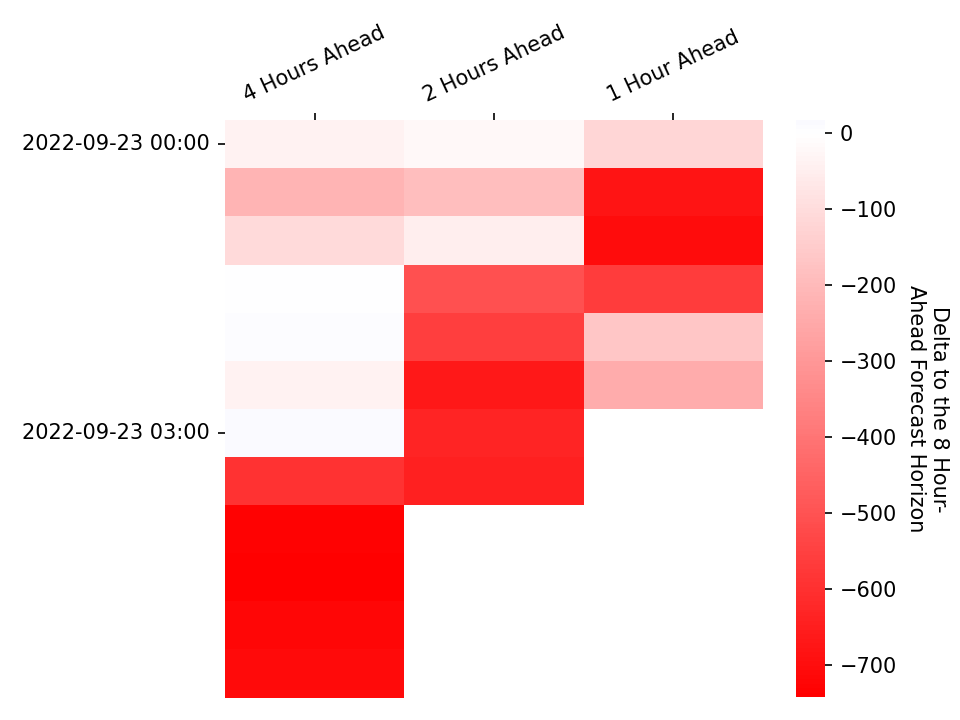 4 Hours Ahead
2 Hours Ahead
1 Hour Ahead
2022-09-23 00:00
2022-09-23 03:00
0
−100
−200
−300
−400
−500
−600
−700
Delta to the 8 Hour-
Ahead Forecast Horizon